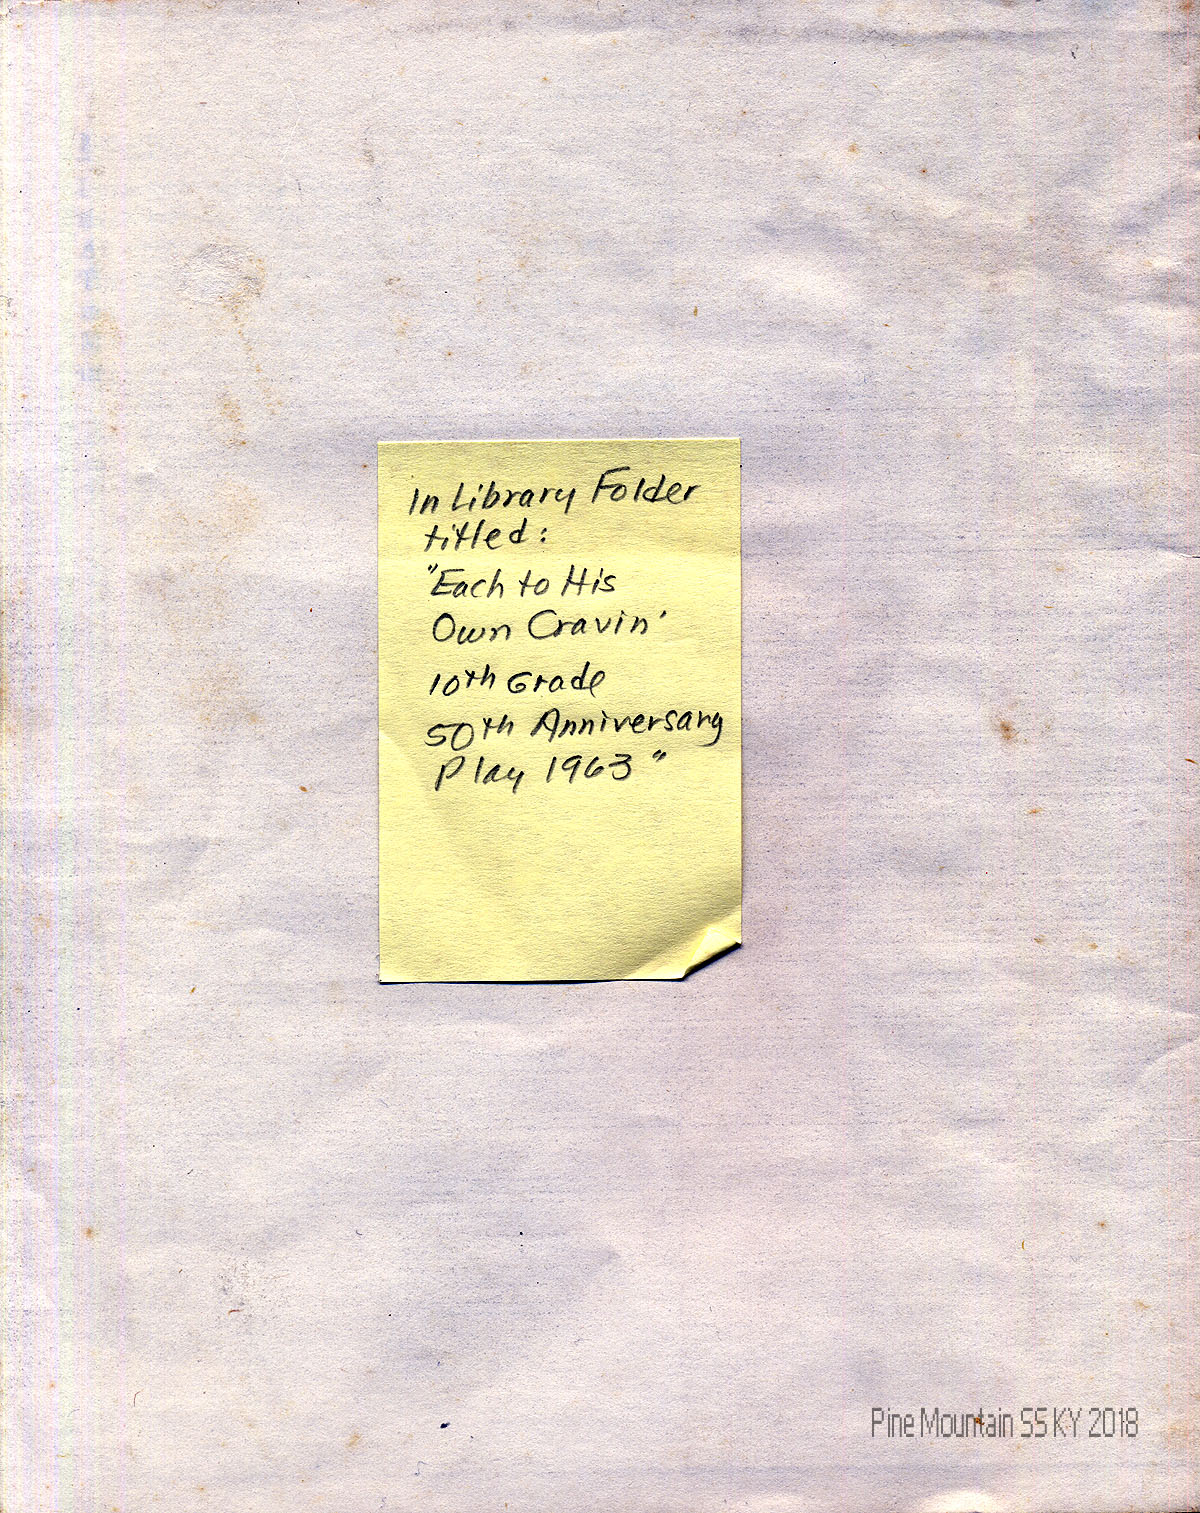 In Library Folder
titled:
"Each to His
Own Cravin'
10th Grade
50th Anniversary
Play 1963"
Pine Mountain SS KY 2018